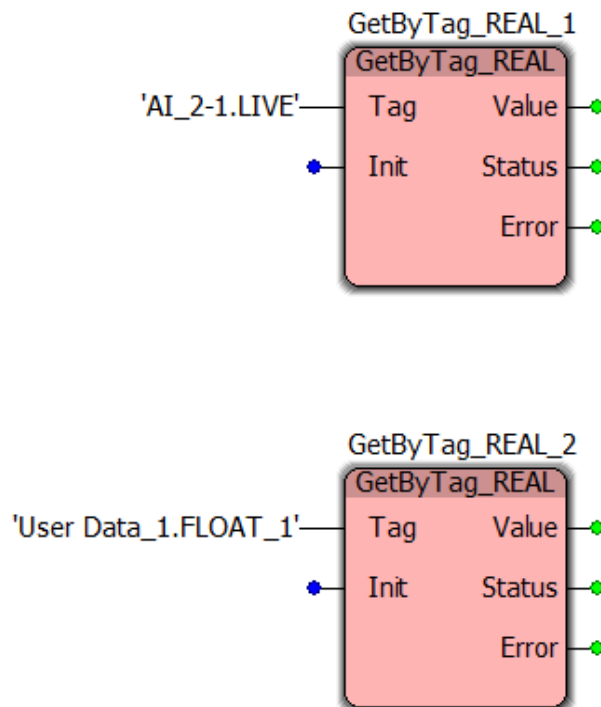 GetByTag_REAL_1
GetByTag_REAL
'AI_2-1.LIVE' Tag Value
Init Status
Error
GetByTag_REAL_2
GetByTag_REAL
'User Data_1.FLOAT_1' Tag Value
Init Status
Error